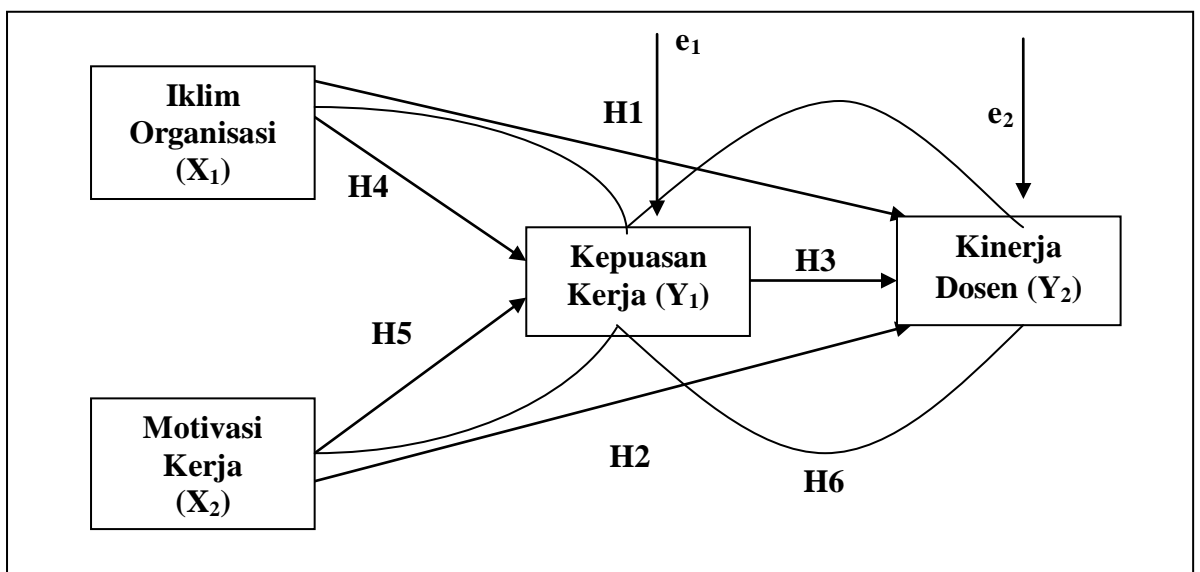 e₁
Iklim
Organisasi
(X₁)
H1
e₂
H4
Kepuasan
Kerja (Y₁)
H3
Kinerja
Dosen (Y₂)
H5
Motivasi
Kerja
(X₂)
H2
H6